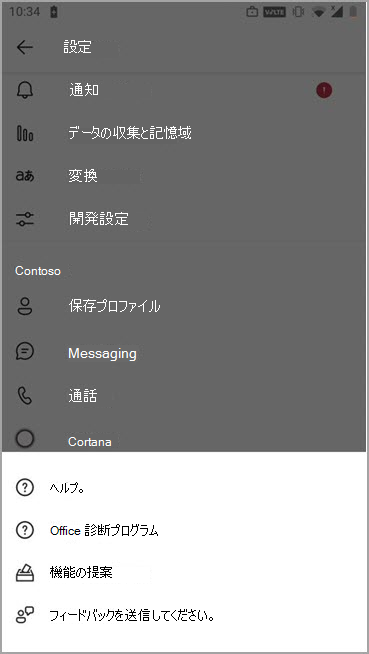 10:34
VoLTE
設定
通知
データの収集と記憶域
aあ 変換
開発設定
Contoso
保存プロファイル
Messaging
通話
Cortana
ヘルプ。
Office 診断プログラム
機能の提案
フィードバックを送信してください。